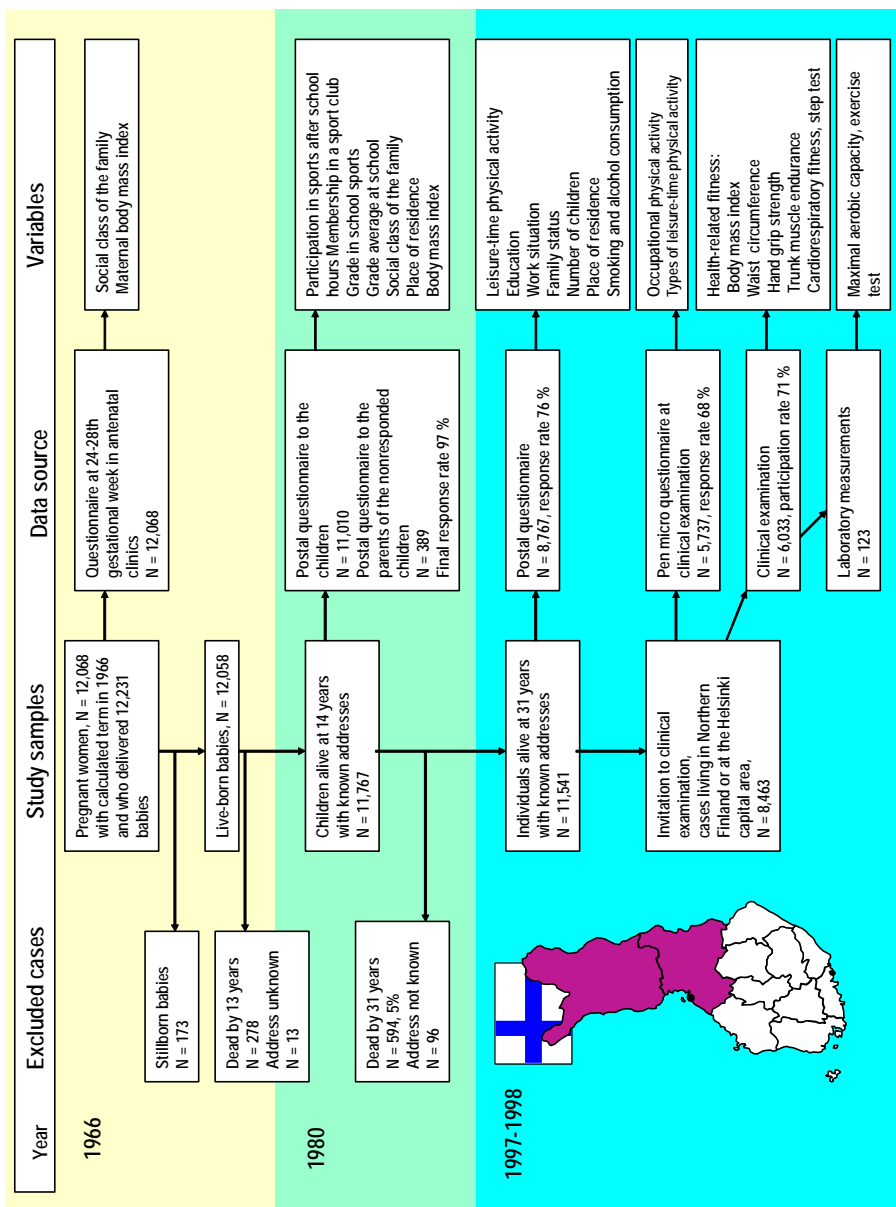 Year
Excluded cases
Study samples
Data source
Variables
1966
Pregnant women, N = 12,068
with calculated term in 1966
and who delivered 12,231
babies
Questionnaire at 24-28th
gestational week in antenatal
clinics
N = 12,068
Social class of the family
Maternal body mass index
Stillborn babies
N = 173
Live-born babies, N = 12,058
Dead by 13 years
N = 278
Address unknown
N = 13
1980
Children alive at 14 years
with known addresses
N = 11,767
Postal questionnaire to the
children
N = 11,010
Postal questionnaire to the
parents of the nonresponded
children
N = 389
Final response rate 97 %
Participation in sports after school
hours Membership in a sport club
Grade in school sports
Grade average at school
Social class of the family
Place of residence
Body mass index
Dead by 31 years
N = 594, 5%
Address not known
N = 96
1997-1998
Individuals alive at 31 years
with known addresses
N = 11,541
Postal questionnaire
N = 8,767, response rate 76 %
Leisure-time physical activity
Education
Work situation
Family status
Number of children
Place of residence
Smoking and alcohol consumption
Invitation to clinical
examination,
cases living in Northern
Finland or at the Helsinki
capital area,
N = 8,463
Pen micro questionnaire at
clinical examination
N = 5,737, response rate 68 %
Occupational physical activity
Types of leisure-time physical activity
Clinical examination
N = 6,033, participation rate 71 %
Health-related fitness:
Body mass index
Waist circumference
Hand grip strength
Trunk muscle endurance
Cardiorespiratory fitness, step test
Laboratory measurements
N = 123
Maximal aerobic capacity, exercise
test